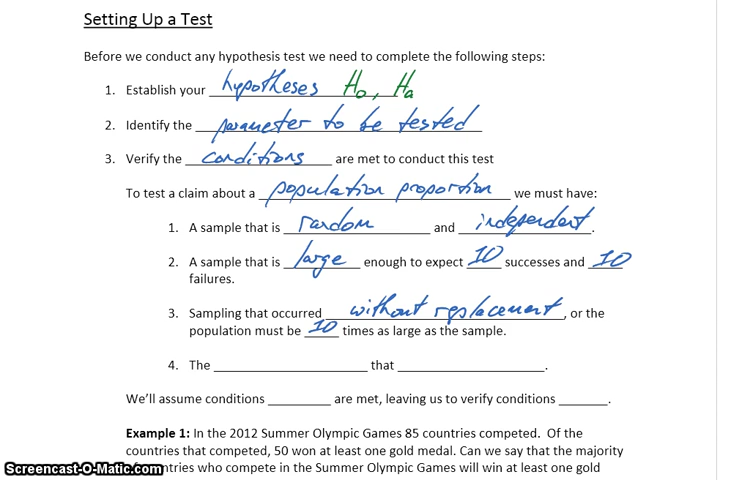 Setting Up a Test
Before we conduct any hypothesis test we need to complete the following steps:
1. Establish your hypotheses H₀, Hₐ
2. Identify the parameter to be tested
3. Verify the conditions are met to conduct this test
To test a claim about a population proportion we must have:
1. A sample that is random and independent.
2. A sample that is large enough to expect 10 successes and 10
failures.
3. Sampling that occurred without replacement, or the
population must be 10 times as large as the sample.
4. The ____ that ____.
We'll assume conditions ____ are met, leaving us to verify conditions ____.
Example 1: In the 2012 Summer Olympic Games 85 countries competed. Of the
countries that competed, 50 won at least one gold medal. Can we say that the majority
Screencast-O-Matic.com ntries who compete in the Summer Olympic Games will win at least one gold